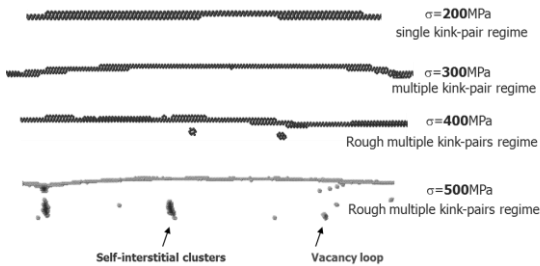 σ=200MPa
single kink-pair regime
σ=300MPa
multiple kink-pair regime
σ=400MPa
Rough multiple kink-pairs regime
σ=500MPa
Rough multiple kink-pairs regime
Self-interstitial clusters
Vacancy loop